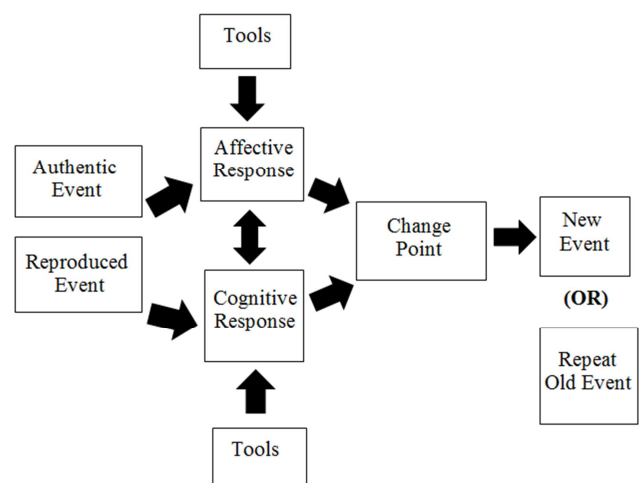 Tools
Authentic
Event
Affective
Response
Reproduced
Event
Cognitive
Response
Tools
Change
Point
New
Event
(OR)
Repeat
Old Event